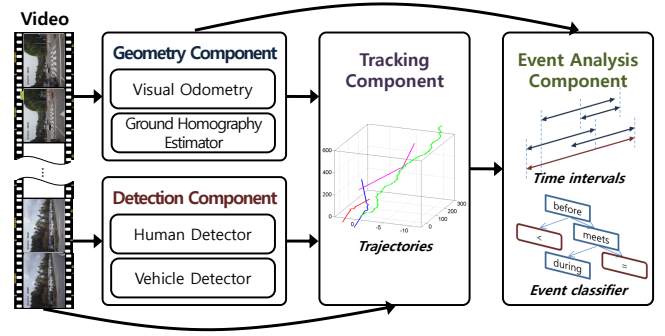 Video
Geometry Component
Visual Odometry
Ground Homography
Estimator
Detection Component
Human Detector
Vehicle Detector
Tracking
Component
600
400
200
0
0
-5
-10
0
100
200
300
Trajectories
Event Analysis
Component
Time intervals
before
<
meets
during
=
Event classifier